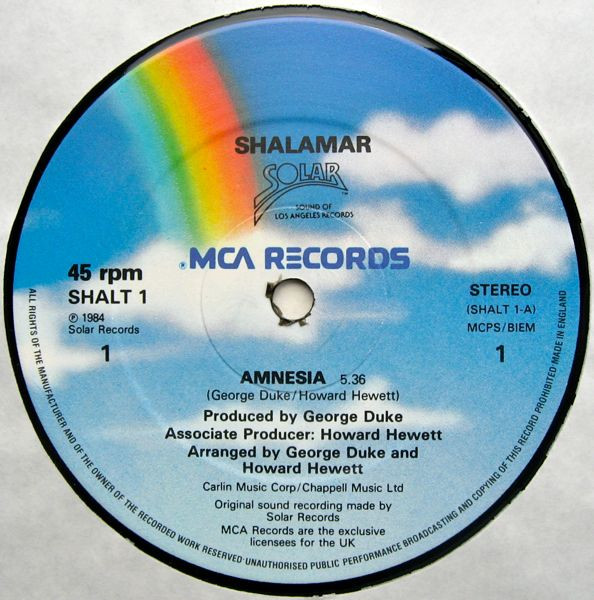 SHALAMAR
SOLAR
SOUND OF
LOS ANGELES RECORDS
MCA RECORDS
45 rpm
SHALT 1
℗ 1984
Solar Records
1
STEREO
(SHALT 1-A)
MCPS/BIEM
1
AMNESIA 5.36
(George Duke/Howard Hewett)
Produced by George Duke
Associate Producer: Howard Hewett
Arranged by George Duke and
Howard Hewett
Carlin Music Corp/Chappell Music Ltd
Original sound recording made by
Solar Records
MCA Records are the exclusive
licensees for the UK
ALL RIGHTS OF THE MANUFACTURER AND OF THE OWNER OF THE RECORDED WORK RESERVED UNAUTHORISED PUBLIC PERFORMANCE BROADCASTING AND COPYING OF THIS RECORD PROHIBITED MADE IN ENGLAND